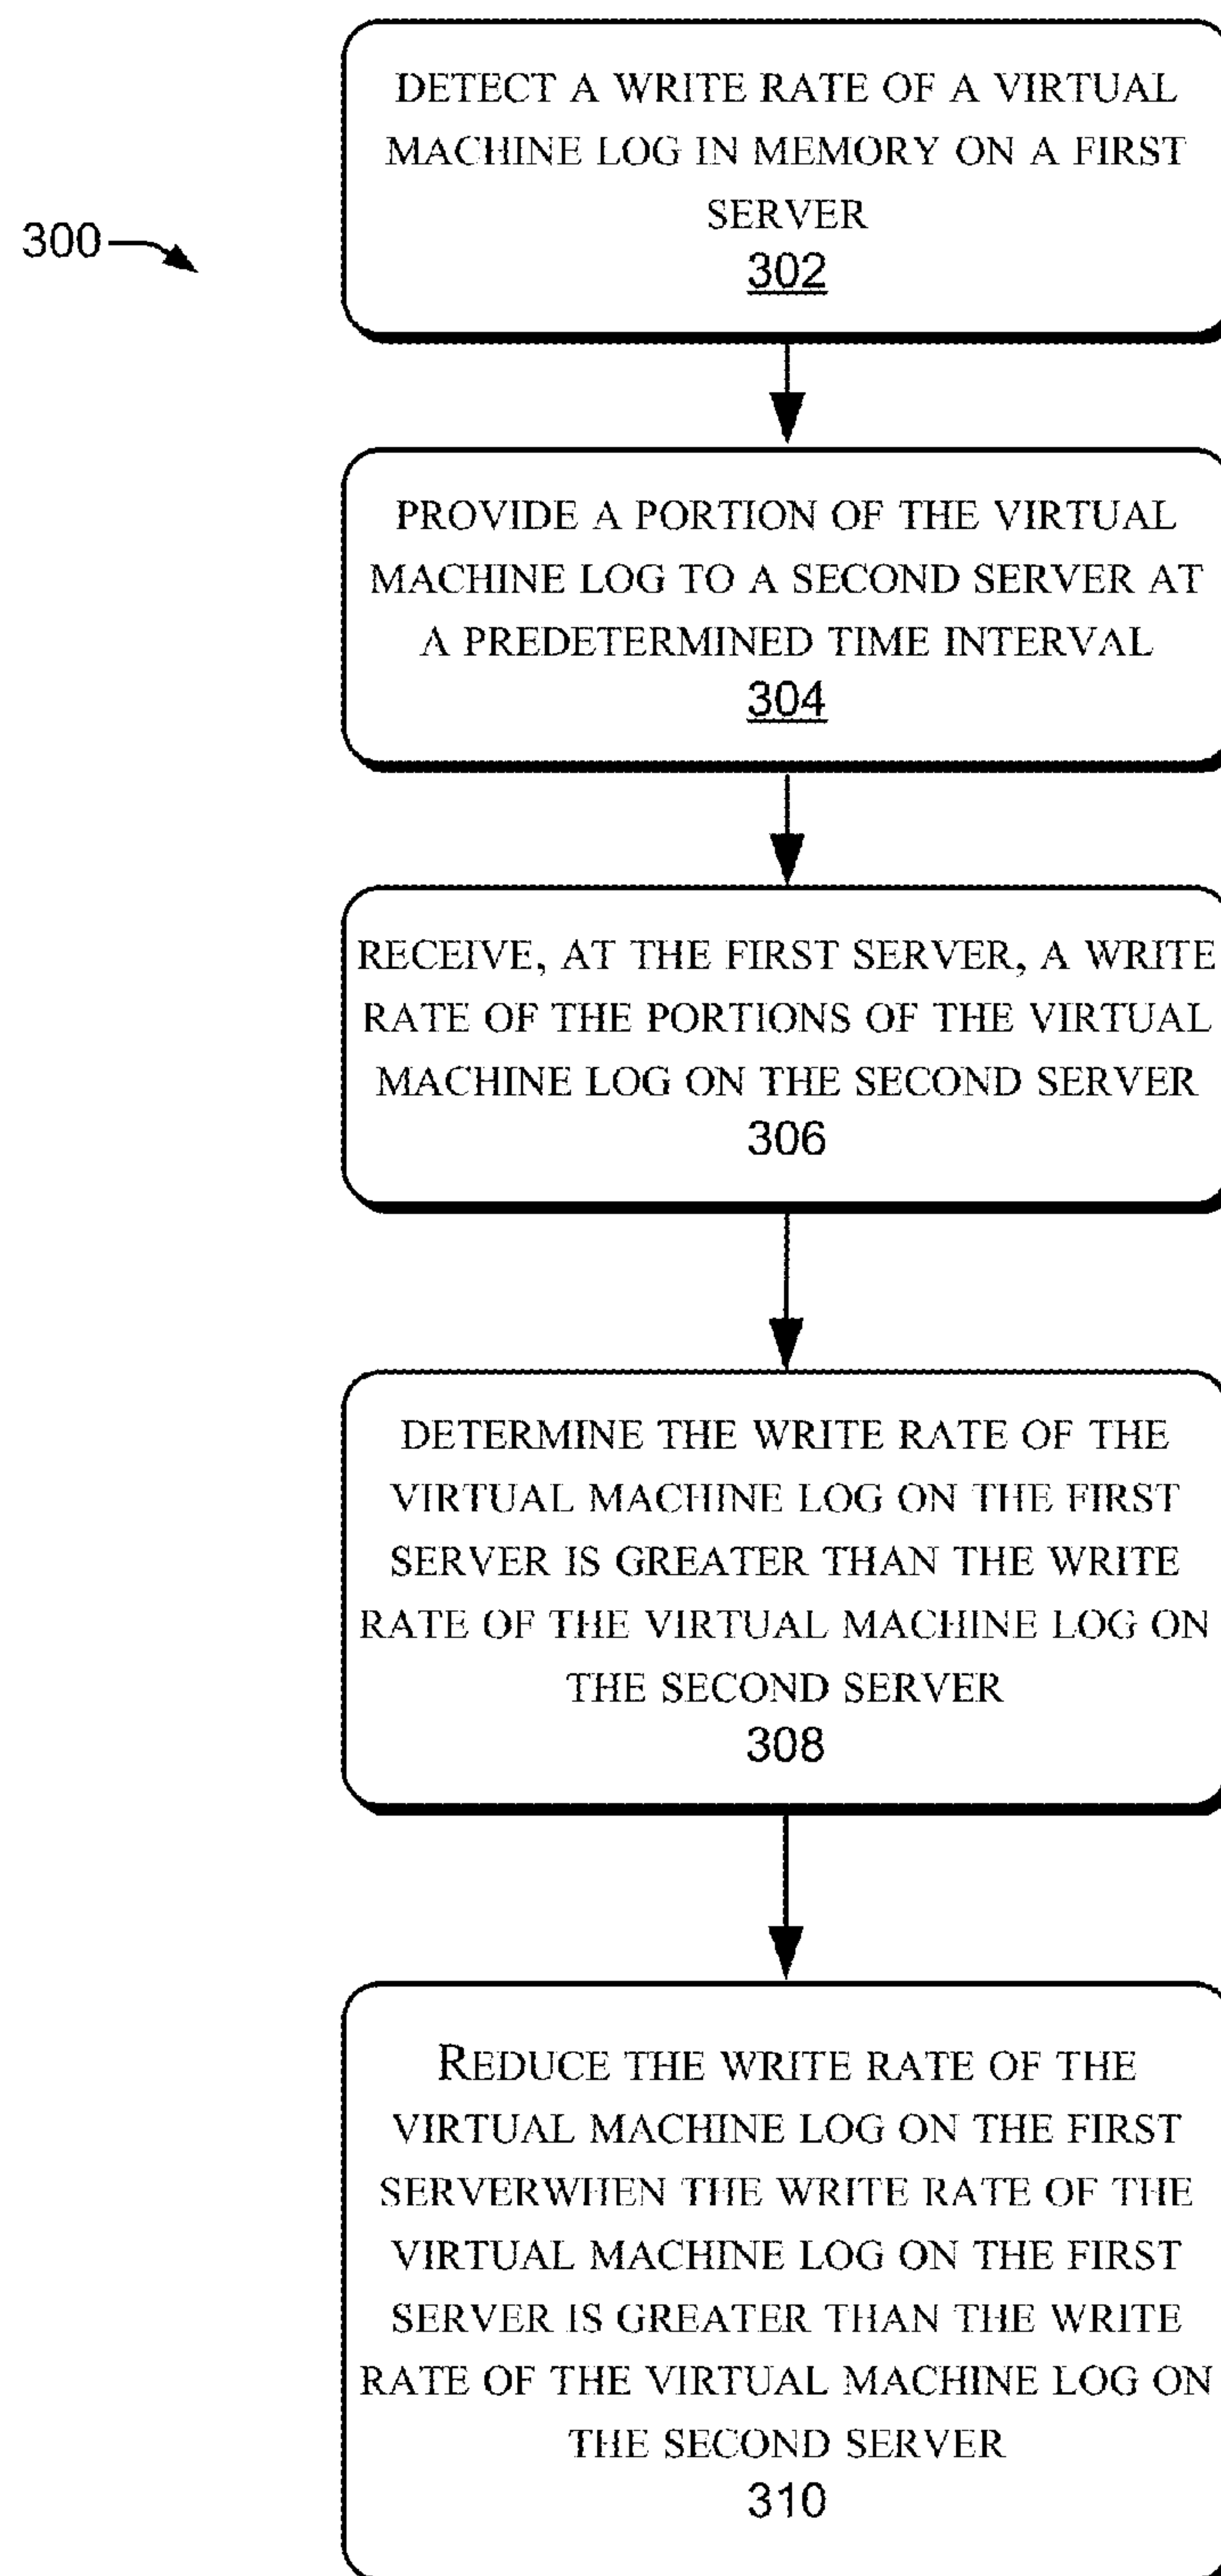 300
DETECT A WRITE RATE OF A VIRTUAL
MACHINE LOG IN MEMORY ON A FIRST
SERVER
302
PROVIDE A PORTION OF THE VIRTUAL
MACHINE LOG TO A SECOND SERVER AT
A PREDETERMINED TIME INTERVAL
304
RECEIVE, AT THE FIRST SERVER, A WRITE
RATE OF THE PORTIONS OF THE VIRTUAL
MACHINE LOG ON THE SECOND SERVER
306
DETERMINE THE WRITE RATE OF THE
VIRTUAL MACHINE LOG ON THE FIRST
SERVER IS GREATER THAN THE WRITE
RATE OF THE VIRTUAL MACHINE LOG ON
THE SECOND SERVER
308
REDUCE THE WRITE RATE OF THE
VIRTUAL MACHINE LOG ON THE FIRST
SERVERWHEN THE WRITE RATE OF THE
VIRTUAL MACHINE LOG ON THE FIRST
SERVER IS GREATER THAN THE WRITE
RATE OF THE VIRTUAL MACHINE LOG ON
THE SECOND SERVER
310